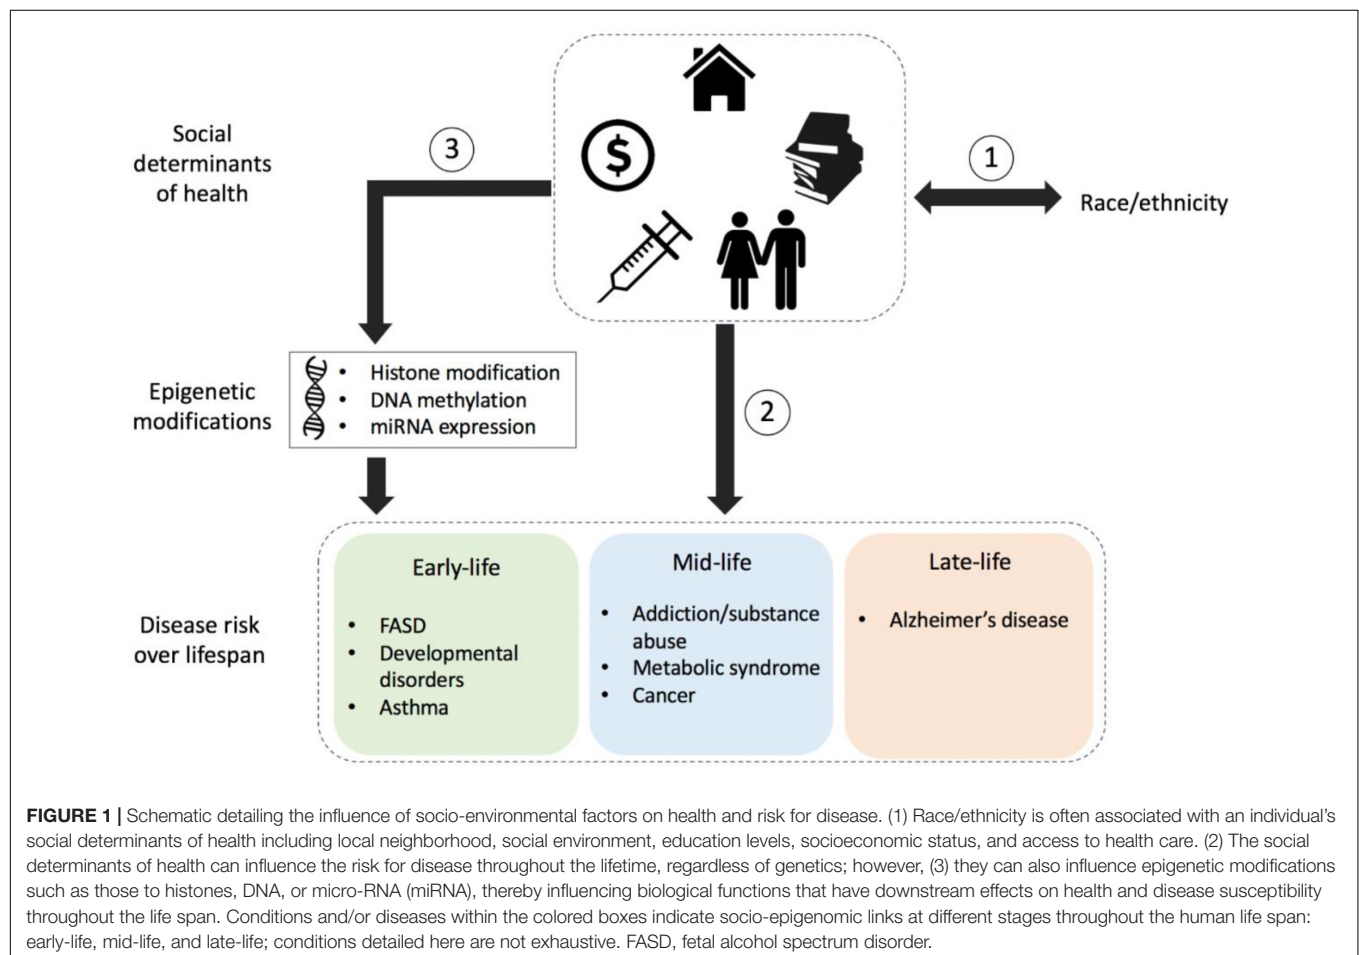 Social
determinants
of health
3
$
1
Race/ethnicity
Epigenetic
modifications
• Histone modification
• DNA methylation
• miRNA expression
2
Disease risk
over lifespan
Early-life
• FASD
• Developmental
disorders
• Asthma
Mid-life
• Addiction/substance
abuse
• Metabolic syndrome
• Cancer
Late-life
• Alzheimer’s disease
FIGURE 1 | Schematic detailing the influence of socio-environmental factors on health and risk for disease. (1) Race/ethnicity is often associated with an individual’s
social determinants of health including local neighborhood, social environment, education levels, socioeconomic status, and access to health care. (2) The social
determinants of health can influence the risk for disease throughout the lifetime, regardless of genetics; however, (3) they can also influence epigenetic modifications
such as those to histones, DNA, or micro-RNA (miRNA), thereby influencing biological functions that have downstream effects on health and disease susceptibility
throughout the life span. Conditions and/or diseases within the colored boxes indicate socio-epigenomic links at different stages throughout the human life span:
early-life, mid-life, and late-life; conditions detailed here are not exhaustive. FASD, fetal alcohol spectrum disorder.